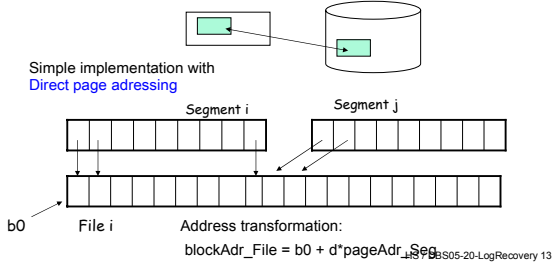 Simple implementation with
Direct page adressing
Segment i
Segment j
b0
File i
Address transformation:
blockAdr_File = b0 + d*pageAdr_Seg
HS / DBS05-20-LogRecovery 13